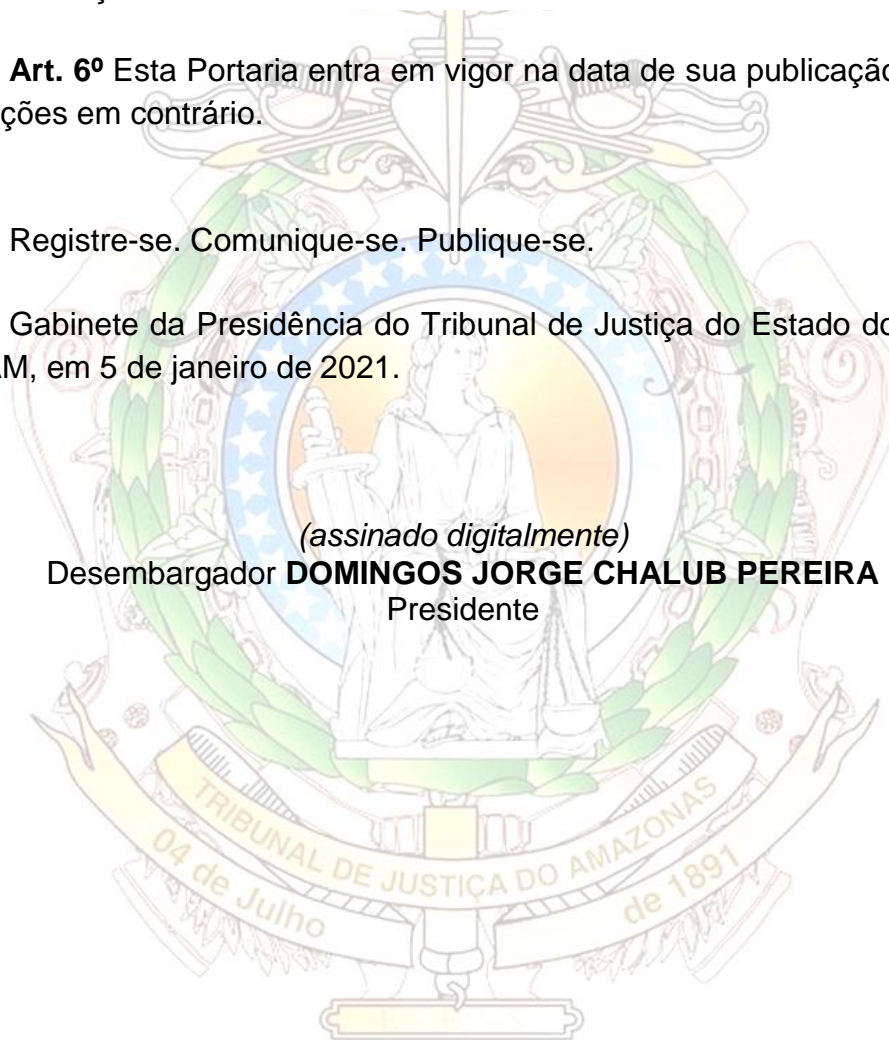 Art. 6º Esta Portaria entra em vigor na data de sua publicação
ções em contrário.
Registre-se. Comunique-se. Publique-se.
Gabinete da Presidência do Tribunal de Justiça do Estado do
AM, em 5 de janeiro de 2021.
(assinado digitalmente)
Desembargador DOMINGOS JORGE CHALUB PEREIRA
Presidente
TRIBUNAL DE JUSTIÇA DO AMAZONAS
04 de Julho de 1891